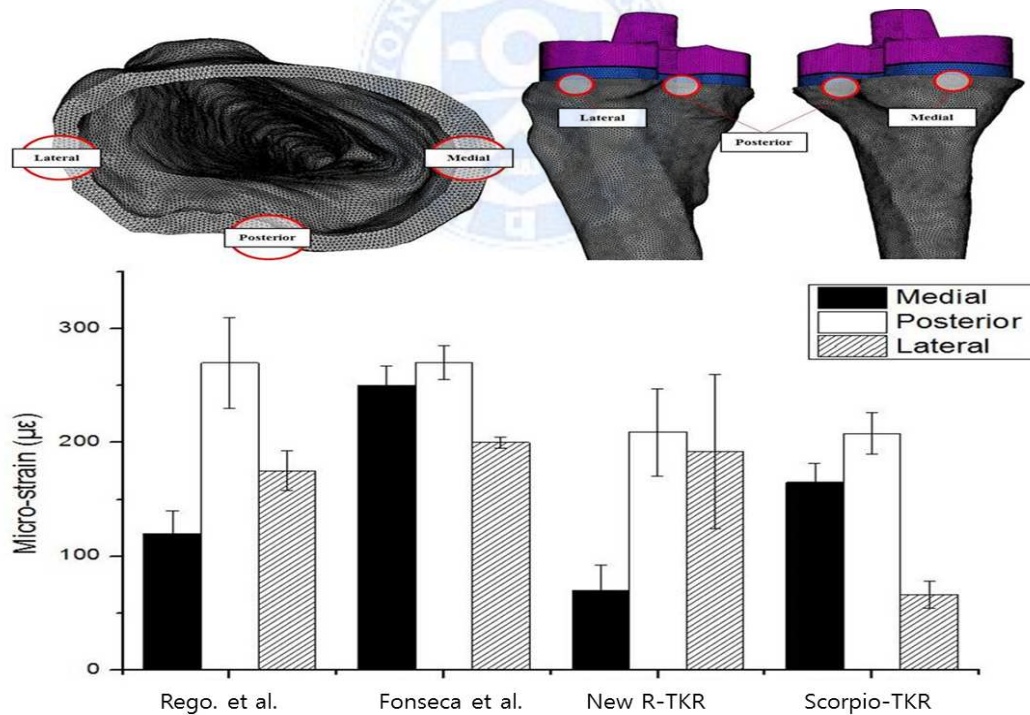 Lateral
Medial
Posterior
Lateral
Posterior
Medial
Micro-strain (με)
300
200
100
0
Medial
Posterior
Lateral
Rego. et al.
Fonseca et al.
New R-TKR
Scorpio-TKR